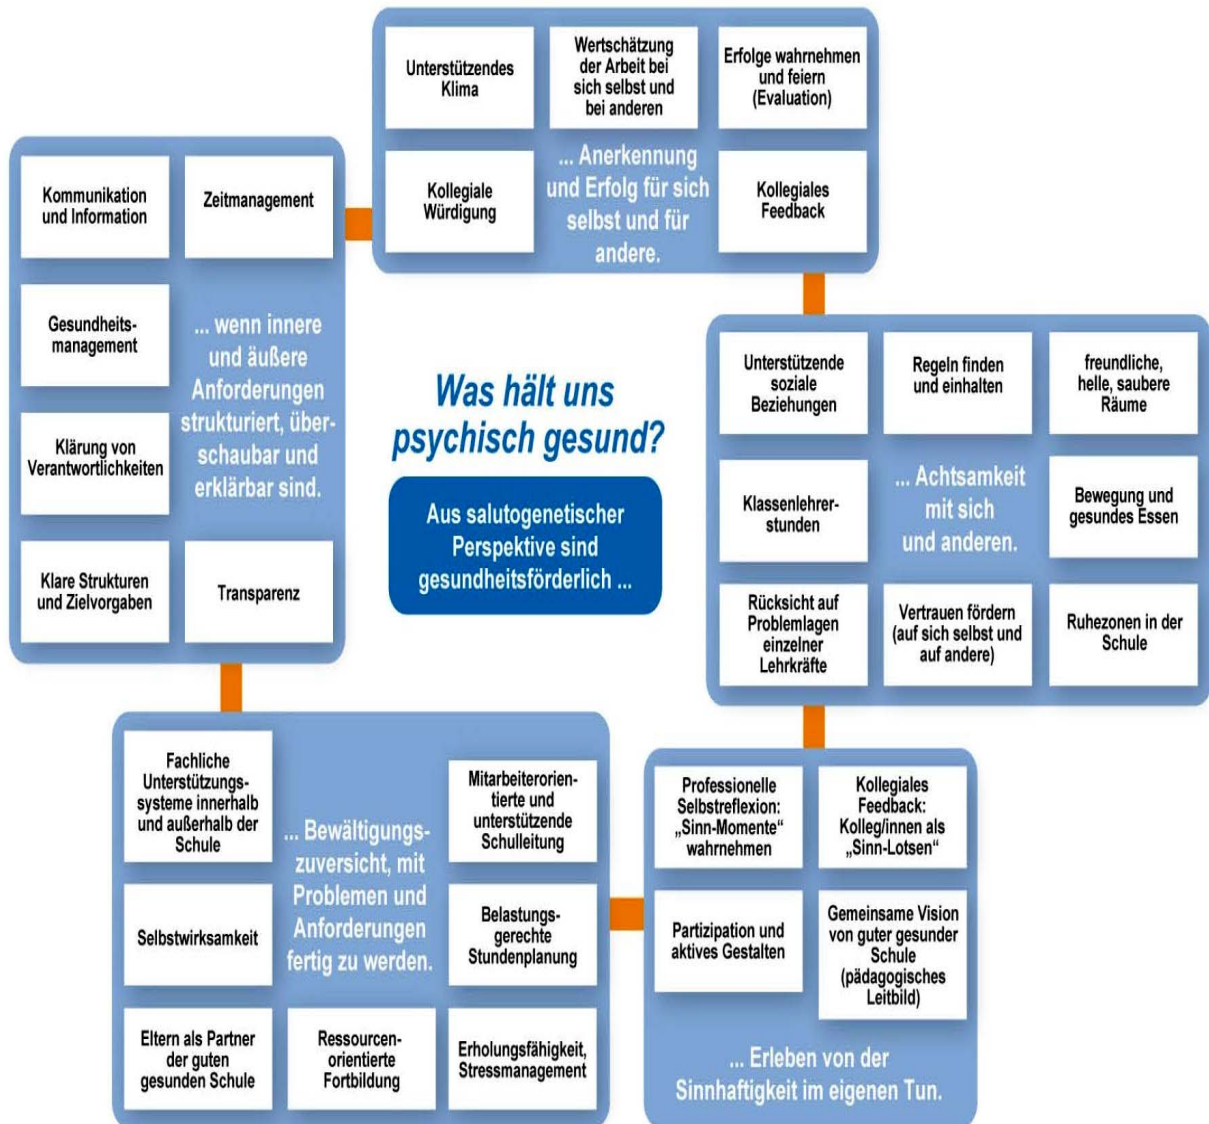 Unterstützendes
Klima
Wertschätzung
der Arbeit bei
sich selbst und
bei anderen
Erfolge wahrnehmen
und feiern
(Evaluation)
Kollegiale
Würdigung
... Anerkennung
und Erfolg für sich
selbst und für
andere.
Kollegiales
Feedback
Kommunikation
und Information
Zeitmanagement
Gesundheits-
management
... wenn innere
und äußere
Anforderungen
strukturiert, über-
schaubar und
erklärbar sind.
Klärung von
Verantwortlichkeiten
Klare Strukturen
und Zielvorgaben
Transparenz
Was hält uns
psychisch gesund?
Aus salutogenetischer
Perspektive sind
gesundheitsförderlich ...
Unterstützende
soziale
Beziehungen
Regeln finden
und einhalten
freundliche,
helle, saubere
Räume
Klassenlehrer-
stunden
... Achtsamkeit
mit sich
und anderen.
Bewegung und
gesundes Essen
Rücksicht auf
Problemlagen
einzelner
Lehrkräfte
Vertrauen fördern
(auf sich selbst und
auf andere)
Ruhezonen in der
Schule
Fachliche
Unterstützungs-
systeme innerhalb
und außerhalb der
Schule
... Bewältigungs-
zuversicht, mit
Problemen und
Anforderungen
fertig zu werden.
Mitarbeiterorien-
tierte und
unterstützende
Schulleitung
Selbstwirksamkeit
Belastungs-
gerechte
Stundenplanung
Eltern als Partner
der guten
gesunden Schule
Ressourcen-
orientierte
Fortbildung
Erholungsfähigkeit,
Stressmanagement
Professionelle
Selbstreflexion:
„Sinn-Momente“
wahrnehmen
Kollegiales
Feedback:
Kolleg/innen als
„Sinn-Lotsen“
Partizipation und
aktives Gestalten
Gemeinsame Vision
von guter gesunder
Schule
(pädagogisches
Leitbild)
... Erleben von der
Sinnhaftigkeit im eigenen Tun.